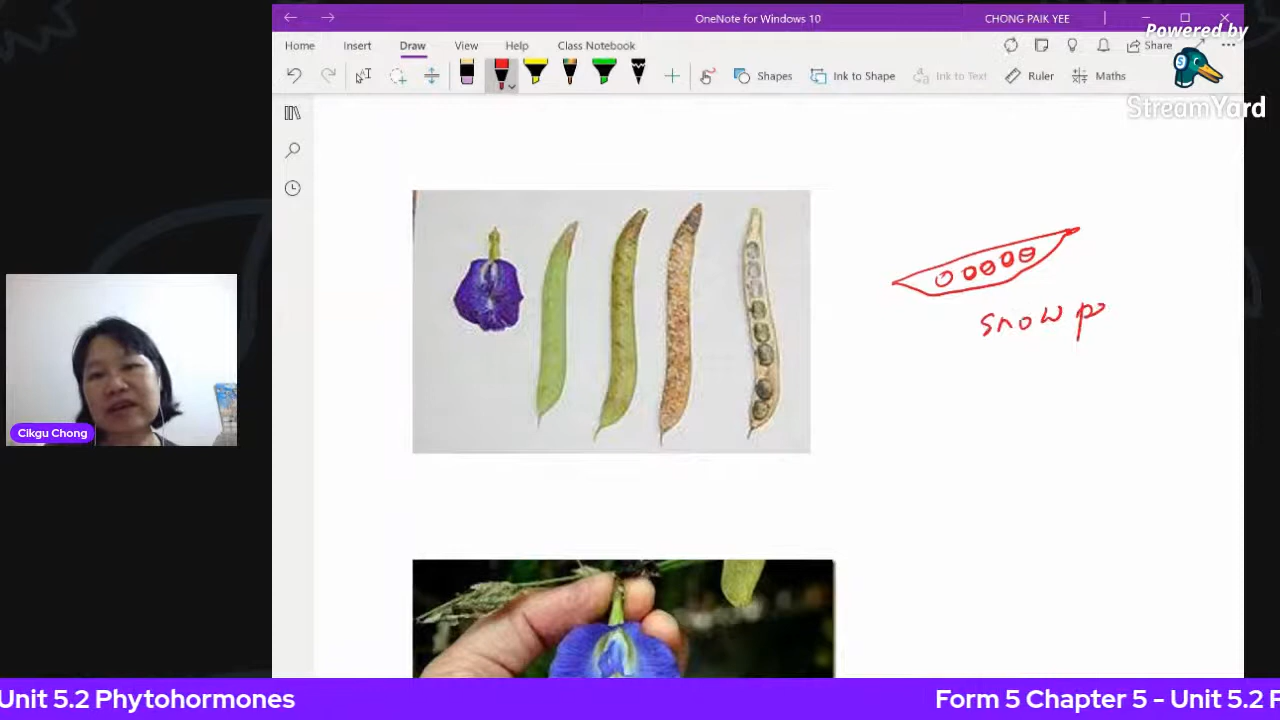 OneNote for Windows 10
CHONG PAIK YEE
Powered by
Home Insert Draw View Help Class Notebook
Share
Shapes Ink to Shape Ink to Text Ruler Maths
StreamYard
snow p
Cikgu Chong
Unit 5.2 Phytohormones
Form 5 Chapter 5 - Unit 5.2 P